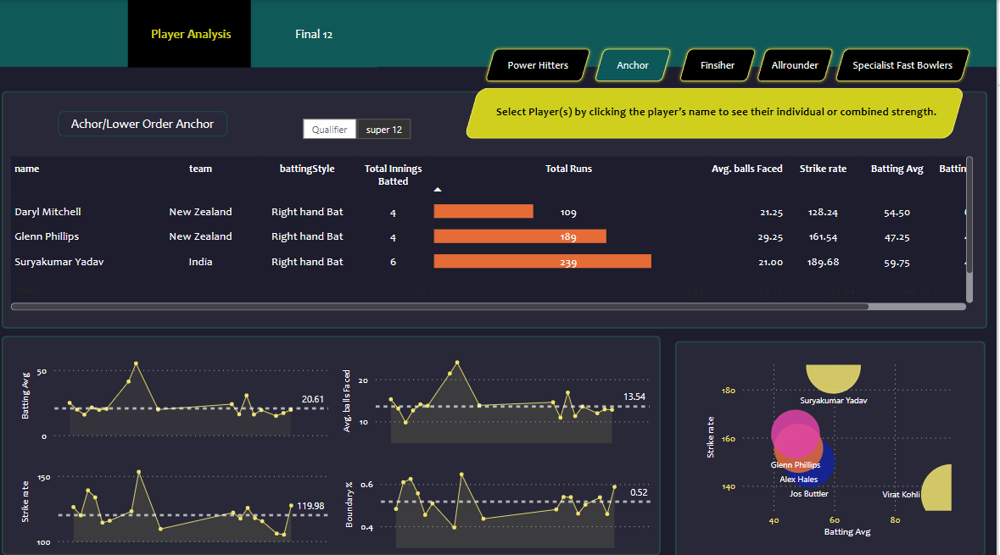 Player Analysis
Final 12
Power Hitters
Anchor
Finsiher
Allrounder
Specialist Fast Bowlers
Select Player(s) by clicking the player's name to see their individual or combined strength.
Achor/Lower Order Anchor
Qualifier
super 12
name team battingStyle Total Innings Batted Total Runs Avg. balls Faced Strike rate Batting Avg Battin
Daryl Mitchell New Zealand Right hand Bat 4 109 21.25 128.24 54.50
Glenn Phillips New Zealand Right hand Bat 4 189 29.25 161.54 47.25
Suryakumar Yadav India Right hand Bat 6 239 21.00 189.68 59.75
Total
Batting Avg
50
0
20.61
Avg. balls Faced
20
10
13.54
Strike rate
150
100
119.98
Boundary %
0.6
0.4
0.52
Strike rate
180
160
140
Suryakumar Yadav
Glenn Phillips
Alex Hales
Jos Buttler
Virat Kohli
40 60 80
Batting Avg